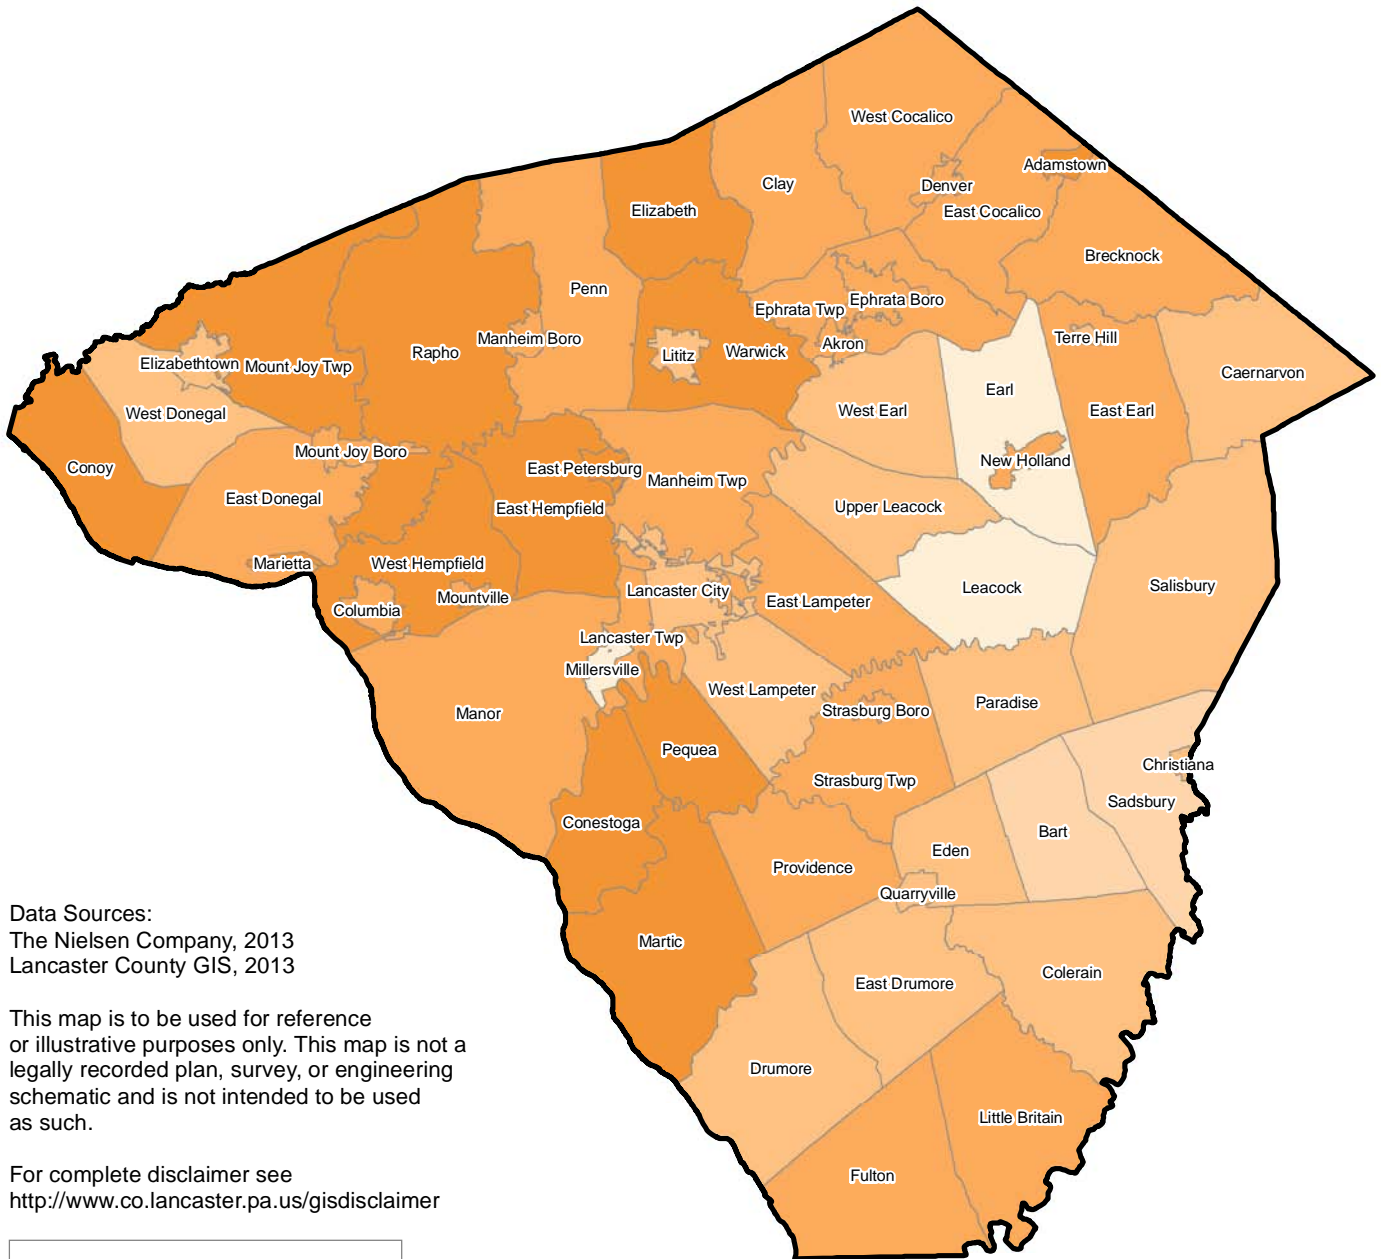 West Cocalico
Adamstown
Clay
Denver
Elizabeth
East Cocalico
Brecknock
Penn
Ephrata Boro
Ephrata Twp
Manheim Boro
Terre Hill
Akron
Rapho
Warwick
Lititz
Elizabethtown
Mount Joy Twp
Caernarvon
Earl
West Donegal
West Earl
East Earl
Mount Joy Boro
New Holland
Conoy
East Petersburg
Manheim Twp
East Donegal
East Hempfield
Upper Leacock
Marietta
West Hempfield
Salisbury
Leacock
Lancaster City
Mountville
East Lampeter
Columbia
Lancaster Twp
Millersville
West Lampeter
Paradise
Strasburg Boro
Manor
Pequea
Christiana
Strasburg Twp
Sadsbury
Conestoga
Bart
Eden
Providence
Quarryville
Martic
Colerain
East Drumore
Drumore
Little Britain
Fulton
Data Sources:
The Nielsen Company, 2013
Lancaster County GIS, 2013
This map is to be used for reference
or illustrative purposes only. This map is not a
legally recorded plan, survey, or engineering
schematic and is not intended to be used
as such.
For complete disclaimer see
http://www.co.lancaster.pa.us/gisdisclaimer